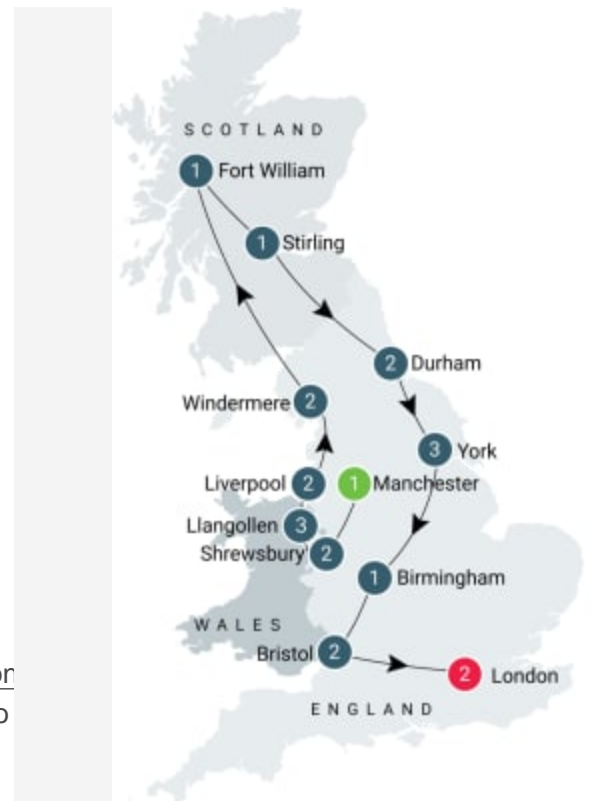 SCOTLAND
1 Fort William
1 Stirling
2 Durham
Windermere 2
3 York
Liverpool 2
1 Manchester
Llangollen 3
Shrewsbury 2
1 Birmingham
WALES
Bristol 2
on
2 London
o
ENGLAND